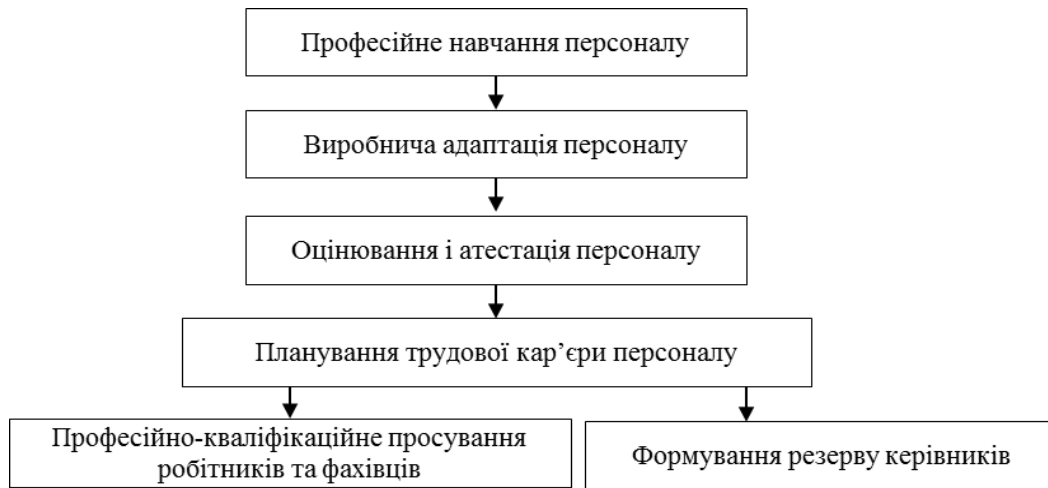 Професійне навчання персоналу
Виробнича адаптація персоналу
Оцінювання і атестація персоналу
Планування трудової кар’єри персоналу
Професійно-кваліфікаційне просування
робітників та фахівців
Формування резерву керівників